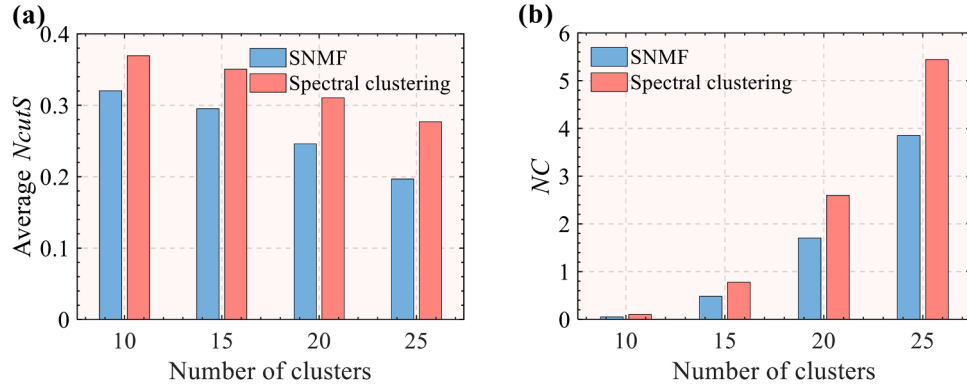 (a)
Average NcutS
0.4
0.3
0.2
0.1
0
SNMF
Spectral clustering
10 15 20 25
Number of clusters
(b)
NC
6
5
4
3
2
1
0
SNMF
Spectral clustering
10 15 20 25
Number of clusters